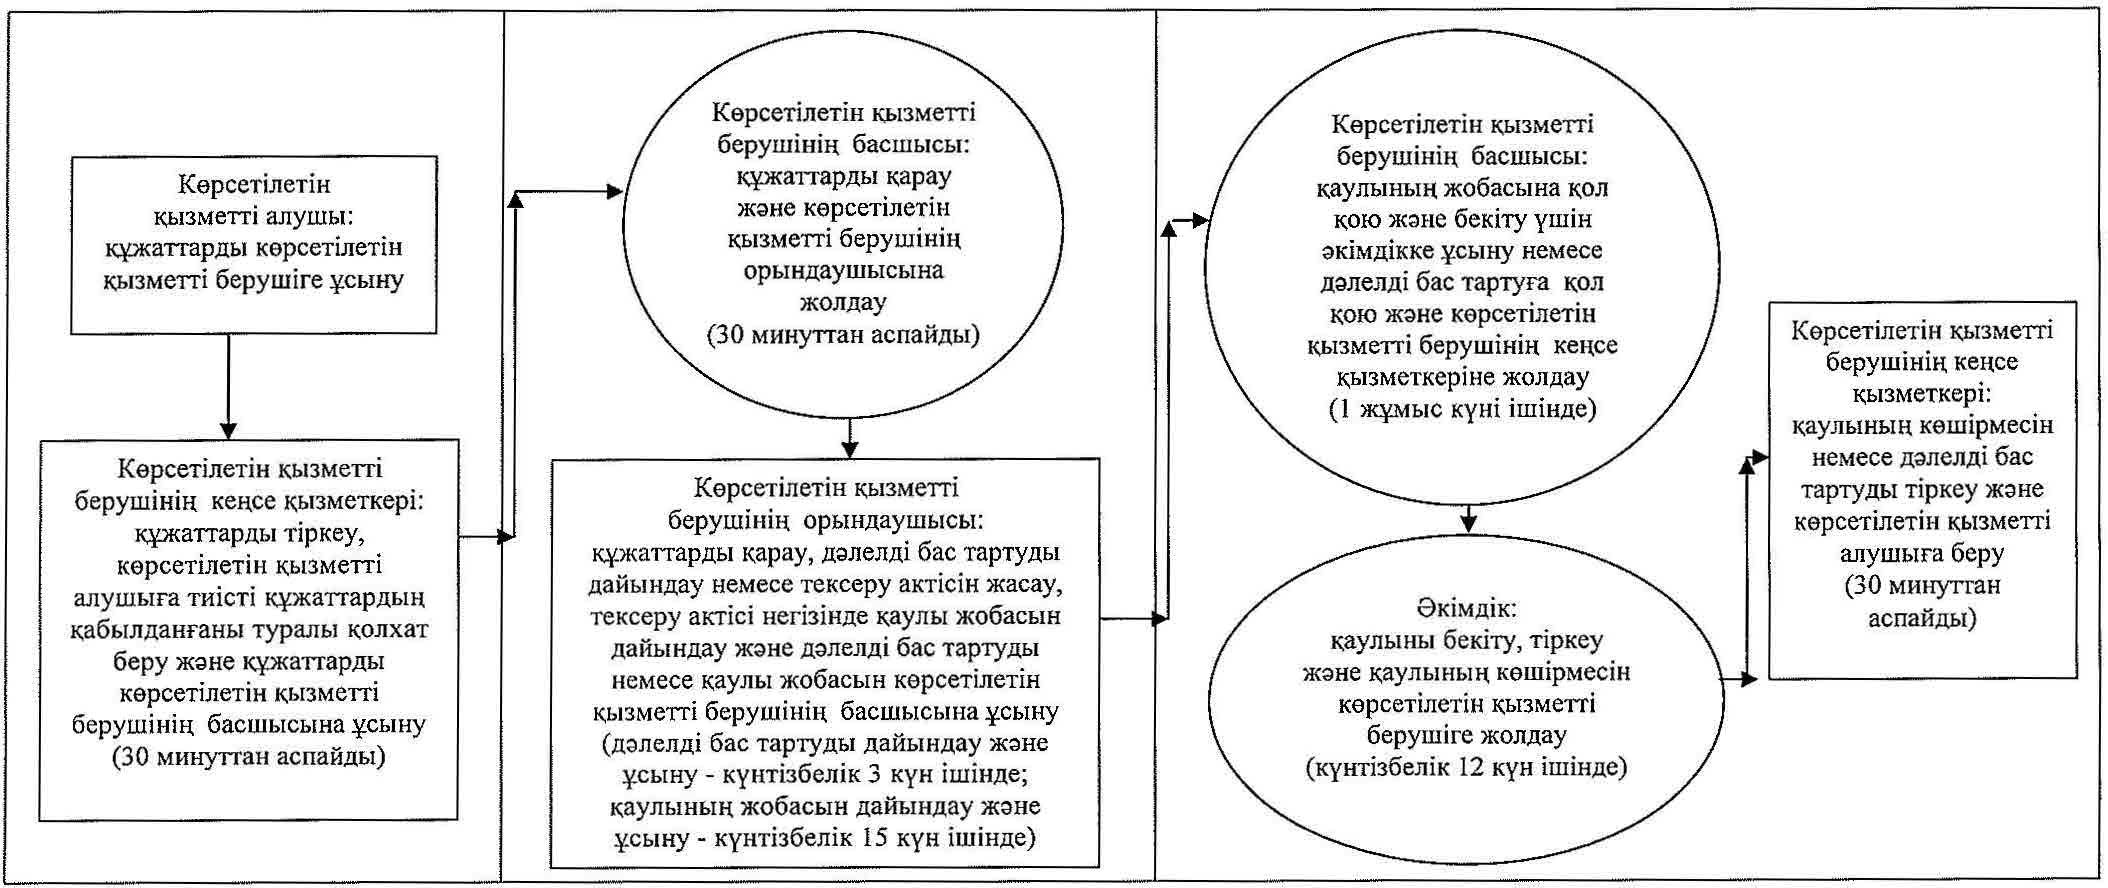 Көрсетілетін
қызметті алушы:
құжаттарды көрсетілетін
қызметті берушіге ұсыну
Көрсетілетін қызметті
берушінің кеңсе қызметкері:
құжаттарды тіркеу,
көрсетілетін қызметті
алушыға тиісті құжаттардың
қабылданғаны туралы қолхат
беру және құжаттарды
көрсетілетін қызметті
берушінің басшысына ұсыну
(30 минуттан аспайды)
Көрсетілетін қызметті
берушінің басшысы:
құжаттарды қарау
және көрсетілетін
қызметті берушінің
орындаушысына
жолдау
(30 минуттан аспайды)
Көрсетілетін қызметті
берушінің орындаушысы:
құжаттарды қарау, дәлелді бас тартуды
дайындау немесе тексеру актісін жасау,
тексеру актісі негізінде қаулы жобасын
дайындау және дәлелді бас тартуды
немесе қаулы жобасын көрсетілетін
қызметті берушінің басшысына ұсыну
(дәлелді бас тартуды дайындау және
ұсыну - күнтізбелік 3 күн ішінде;
қаулының жобасын дайындау және
ұсыну - күнтізбелік 15 күн ішінде)
Көрсетілетін қызметті
берушінің басшысы:
қаулының жобасына қол
қою және бекіту үшін
әкімдікке ұсыну немесе
дәлелді бас тартуға қол
қою және көрсетілетін
қызметті берушінің кеңсе
қызметкеріне жолдау
(1 жұмыс күні ішінде)
Әкімдік:
қаулыны бекіту, тіркеу
және қаулының көшірмесін
көрсетілетін қызметті
берушіге жолдау
(күнтізбелік 12 күн ішінде)
Көрсетілетін қызметті
берушінің кеңсе
қызметкері:
қаулының көшірмесін
немесе дәлелді бас
тартуды тіркеу және
көрсетілетін қызметті
алушыға беру
(30 минуттан
аспайды)